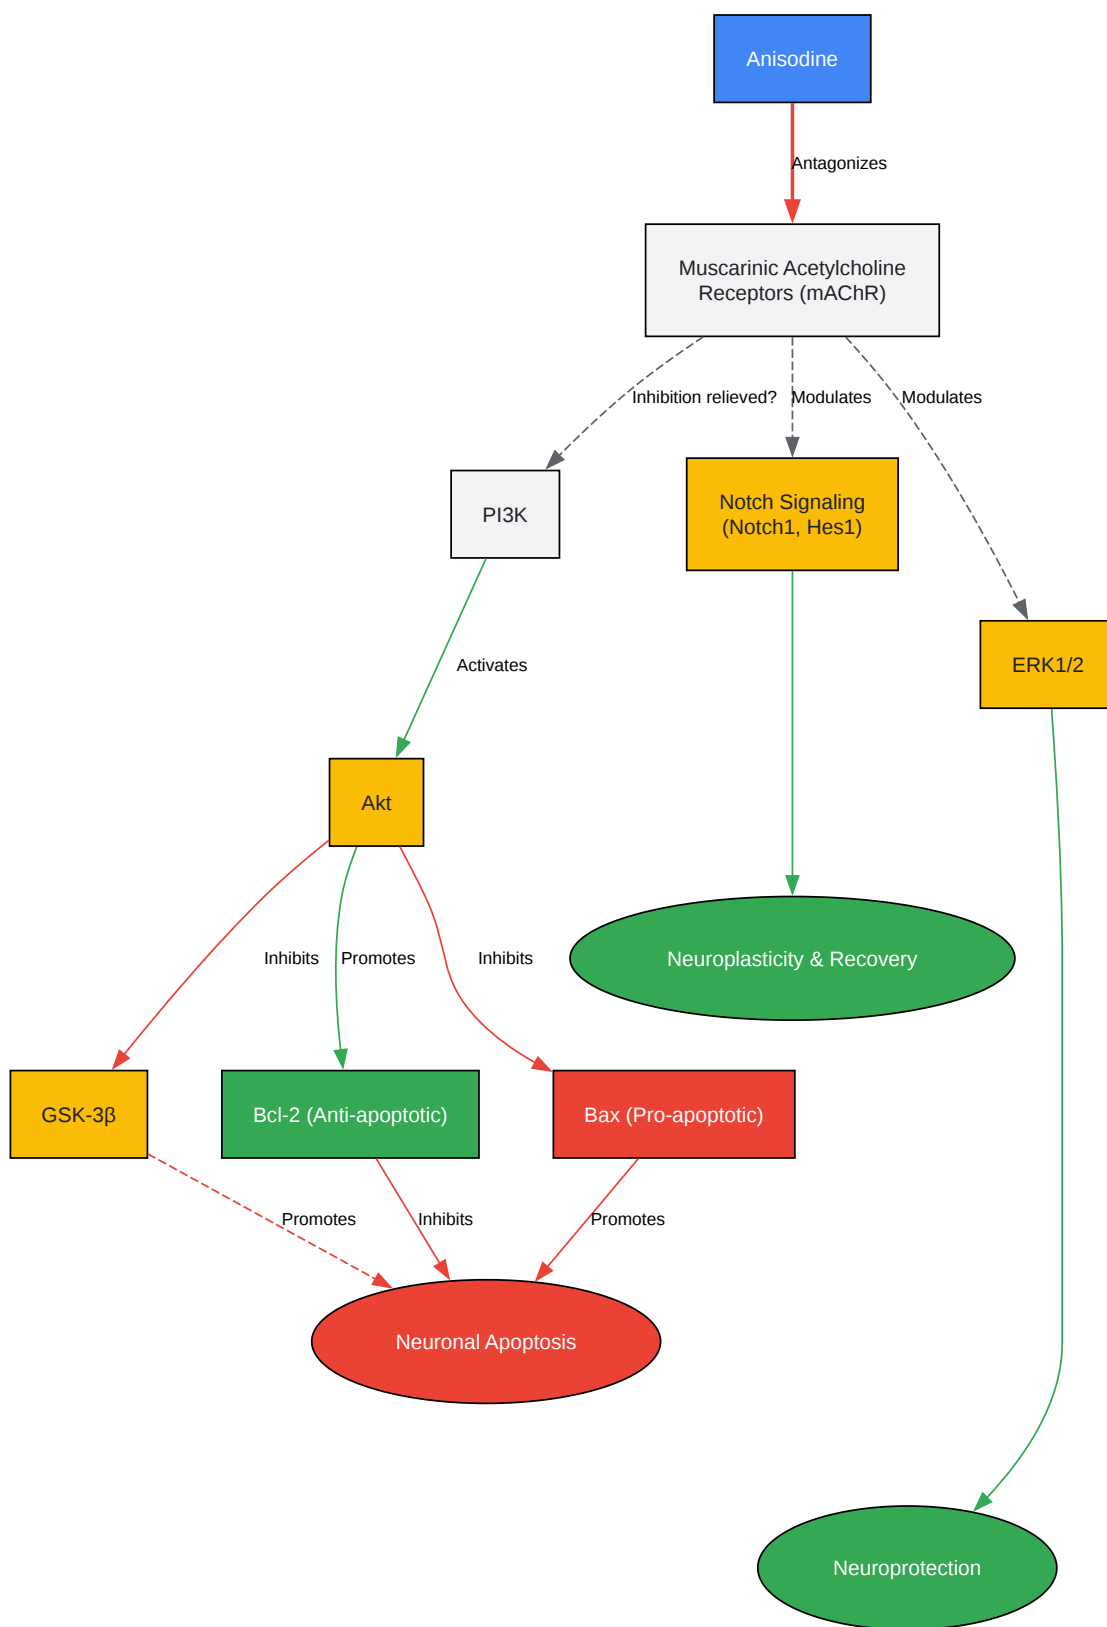 Anisodine
Antagonizes
Muscarinic Acetylcholine
Receptors (mAChR)
Inhibition relieved?
Modulates
Modulates
PI3K
Notch Signaling
(Notch1, Hes1)
Activates
ERK1/2
Akt
Inhibits
Promotes
Inhibits
Neuroplasticity & Recovery
GSK-3β
Bcl-2 (Anti-apoptotic)
Bax (Pro-apoptotic)
Promotes
Inhibits
Promotes
Neuronal Apoptosis
Neuroprotection